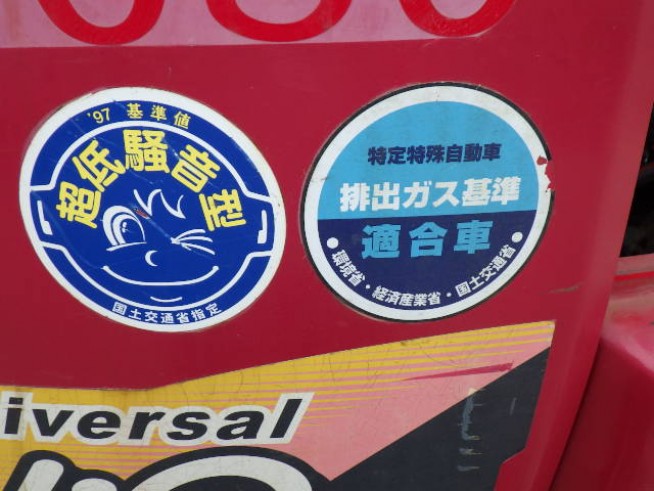 '97 基準値
超低騒音型
国土交通省指定
特定特殊自動車
排出ガス基準
適合車
●環境省・経済産業省・国土交通省●
iversal